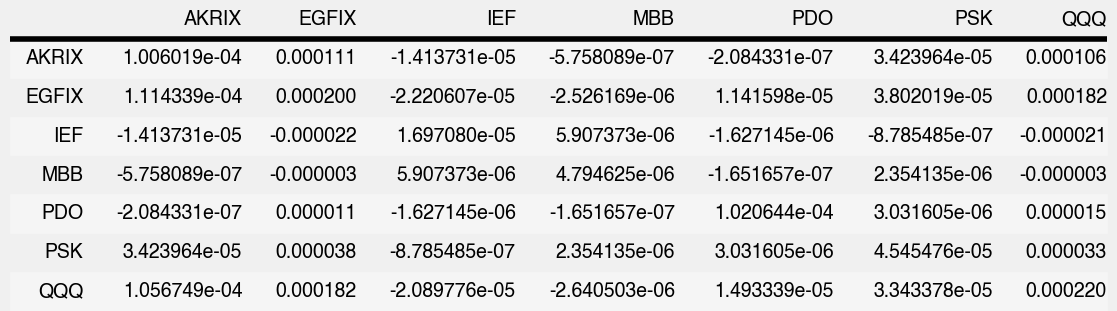 AKRIX EGFIX IEF MBB PDO PSK QQQ
AKRIX 1.006019e-04 0.000111 -1.413731e-05 -5.758089e-07 -2.084331e-07 3.423964e-05 0.000106
EGFIX 1.114339e-04 0.000200 -2.220607e-05 -2.526169e-06 1.141598e-05 3.802019e-05 0.000182
IEF -1.413731e-05 -0.000022 1.697080e-05 5.907373e-06 -1.627145e-06 -8.785485e-07 -0.000021
MBB -5.758089e-07 -0.000003 5.907373e-06 4.794625e-06 -1.651657e-07 2.354135e-06 -0.000003
PDO -2.084331e-07 0.000011 -1.627145e-06 -1.651657e-07 1.020644e-04 3.031605e-06 0.000015
PSK 3.423964e-05 0.000038 -8.785485e-07 2.354135e-06 3.031605e-06 4.545476e-05 0.000033
QQQ 1.056749e-04 0.000182 -2.089776e-05 -2.640503e-06 1.493339e-05 3.343378e-05 0.000220